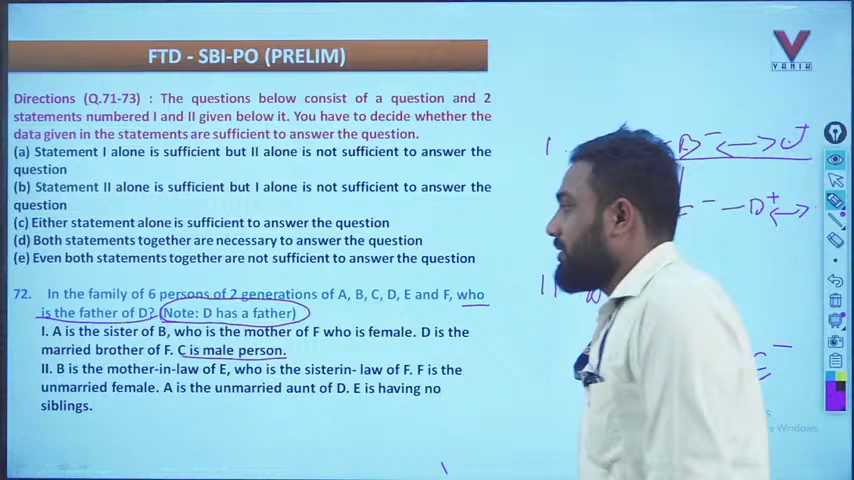 FTD - SBI-PO (PRELIM)
VANIK
Directions (Q.71-73) : The questions below consist of a question and 2
statements numbered I and II given below it. You have to decide whether the
data given in the statements are sufficient to answer the question.
(a) Statement I alone is sufficient but II alone is not sufficient to answer the
question
(b) Statement II alone is sufficient but I alone is not sufficient to answer the
question
(c) Either statement alone is sufficient to answer the question
(d) Both statements together are necessary to answer the question
(e) Even both statements together are not sufficient to answer the question
72. In the family of 6 persons of 2 generations of A, B, C, D, E and F, who
is the father of D? (Note: D has a father)
I. A is the sister of B, who is the mother of F who is female. D is the
married brother of F. C is male person.
II. B is the mother-in-law of E, who is the sisterin- law of F. F is the
unmarried female. A is the unmarried aunt of D. E is having no
siblings.
I
B-
C+
- D+
II
E-
Windows